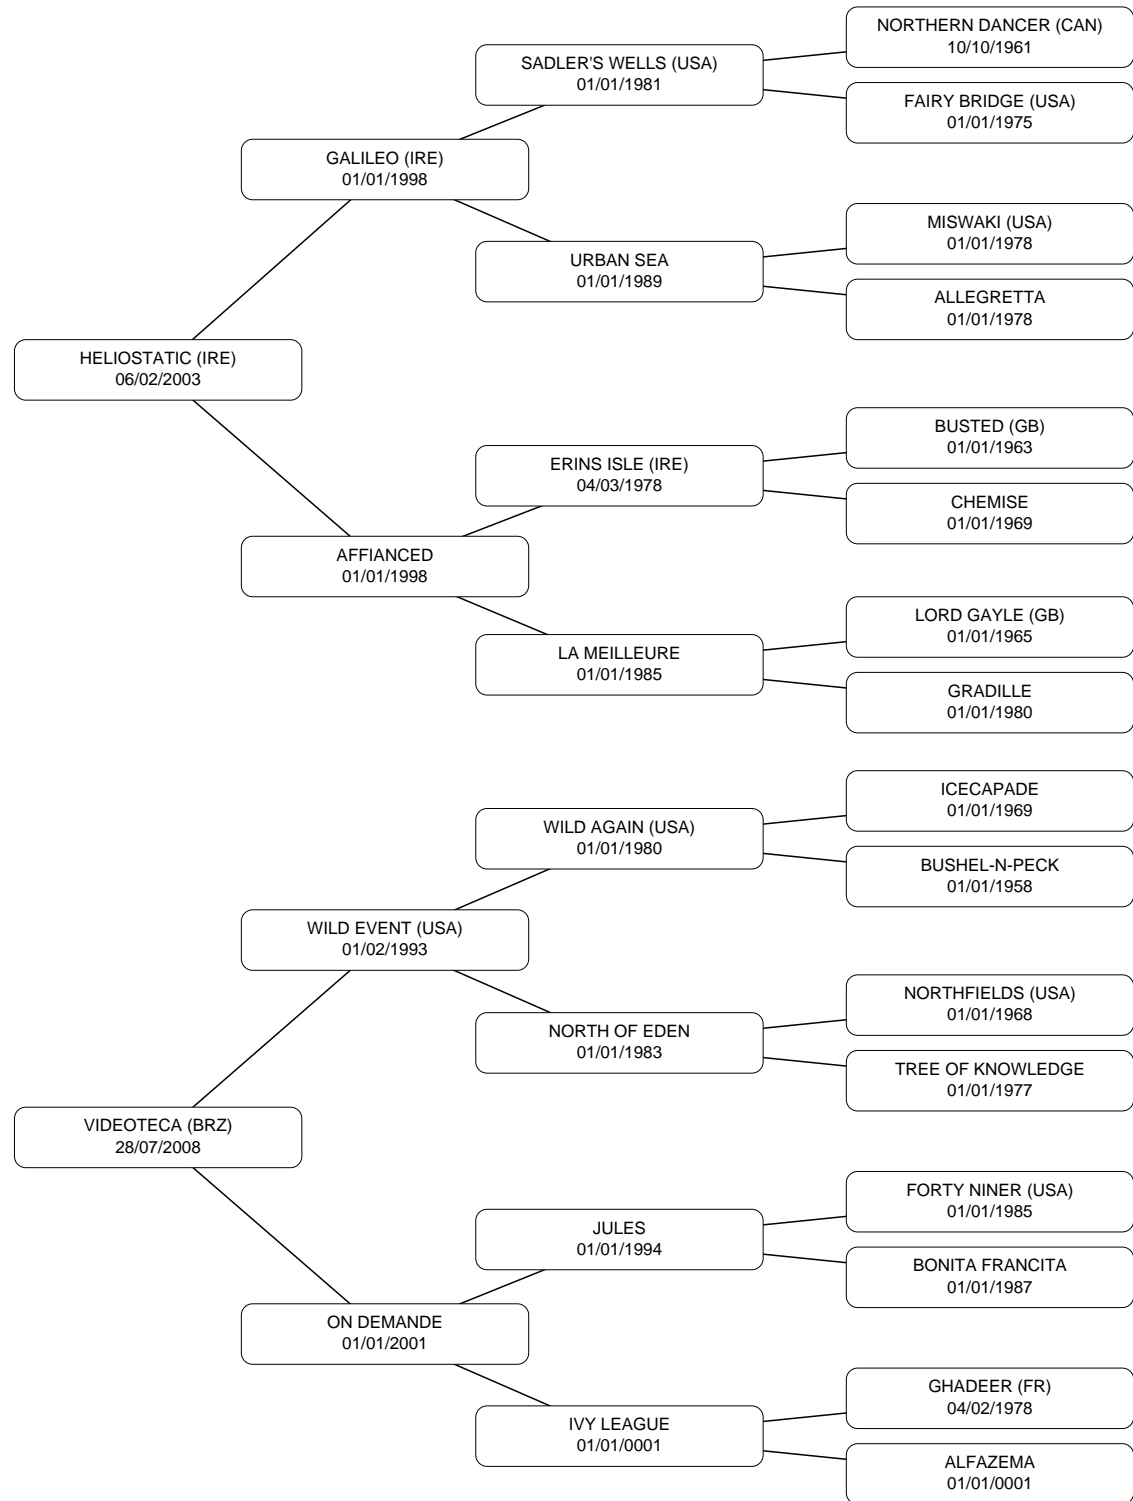 NORTHERN DANCER (CAN)
10/10/1961
SADLER'S WELLS (USA)
01/01/1981
FAIRY BRIDGE (USA)
01/01/1975
GALILEO (IRE)
01/01/1998
MISWAKI (USA)
01/01/1978
URBAN SEA
01/01/1989
ALLEGRETTA
01/01/1978
HELIOSTATIC (IRE)
06/02/2003
BUSTED (GB)
01/01/1963
ERINS ISLE (IRE)
04/03/1978
CHEMISE
01/01/1969
AFFIANCED
01/01/1998
LORD GAYLE (GB)
01/01/1965
LA MEILLEURE
01/01/1985
GRADILLE
01/01/1980
ICECAPADE
01/01/1969
WILD AGAIN (USA)
01/01/1980
BUSHEL-N-PECK
01/01/1958
WILD EVENT (USA)
01/02/1993
NORTHFIELDS (USA)
01/01/1968
NORTH OF EDEN
01/01/1983
TREE OF KNOWLEDGE
01/01/1977
VIDEOTECA (BRZ)
28/07/2008
FORTY NINER (USA)
01/01/1985
JULES
01/01/1994
BONITA FRANCITA
01/01/1987
ON DEMANDE
01/01/2001
GHADEER (FR)
04/02/1978
IVY LEAGUE
01/01/0001
ALFAZEMA
01/01/0001